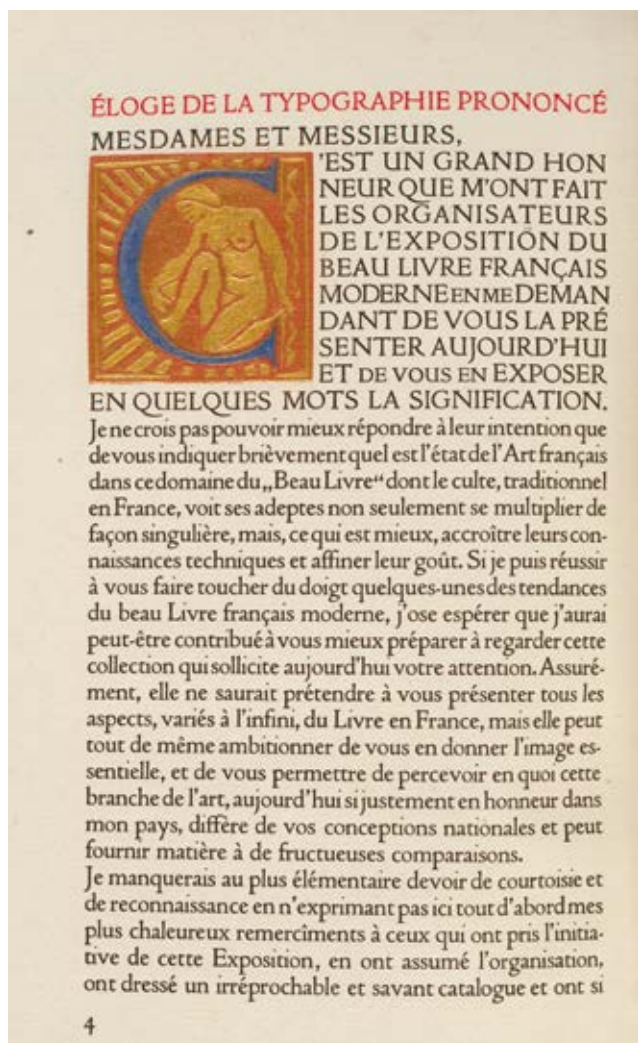 ÉLOGE DE LA TYPOGRAPHIE PRONONCÉ
MESDAMES ET MESSIEURS,
C'EST UN GRAND HON
NEUR QUE M'ONT FAIT
LES ORGANISATEURS
DE L'EXPOSITION DU
BEAU LIVRE FRANÇAIS
MODERNE EN ME DEMAN
DANT DE VOUS LA PRÉ
SENTER AUJOURD'HUI
ET DE VOUS EN EXPOSER
EN QUELQUES MOTS LA SIGNIFICATION.
Je ne crois pas pouvoir mieux répondre à leur intention que
de vous indiquer brièvement quel est l'état de l'Art français
dans ce domaine du „Beau Livre“ dont le culte, traditionnel
en France, voit ses adeptes non seulement se multiplier de
façon singulière, mais, ce qui est mieux, accroître leurs con-
naissances techniques et affiner leur goût. Si je puis réussir
à vous faire toucher du doigt quelques-unes des tendances
du beau Livre français moderne, j'ose espérer que j'aurai
peut-être contribué à vous mieux préparer à regarder cette
collection qui sollicite aujourd'hui votre attention. Assuré-
ment, elle ne saurait prétendre à vous présenter tous les
aspects, variés à l'infini, du Livre en France, mais elle peut
tout de même ambitionner de vous en donner l'image es-
sentielle, et de vous permettre de percevoir en quoi cette
branche de l'art, aujourd'hui si justement en honneur dans
mon pays, diffère de vos conceptions nationales et peut
fournir matière à de fructueuses comparaisons.
Je manquerais au plus élémentaire devoir de courtoisie et
de reconnaissance en n'exprimant pas ici tout d'abord mes
plus chaleureux remercîments à ceux qui ont pris l'initia-
tive de cette Exposition, en ont assumé l'organisation,
ont dressé un irréprochable et savant catalogue et ont si
4